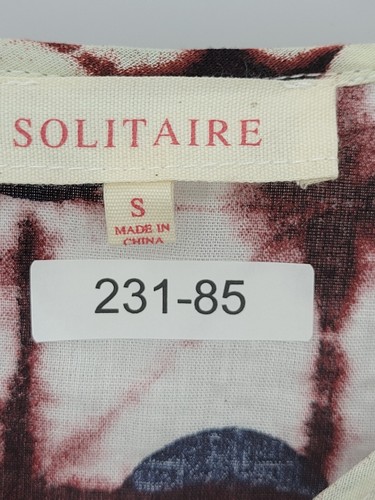 SOLITAIRE
S
MADE IN
CHINA
231-85